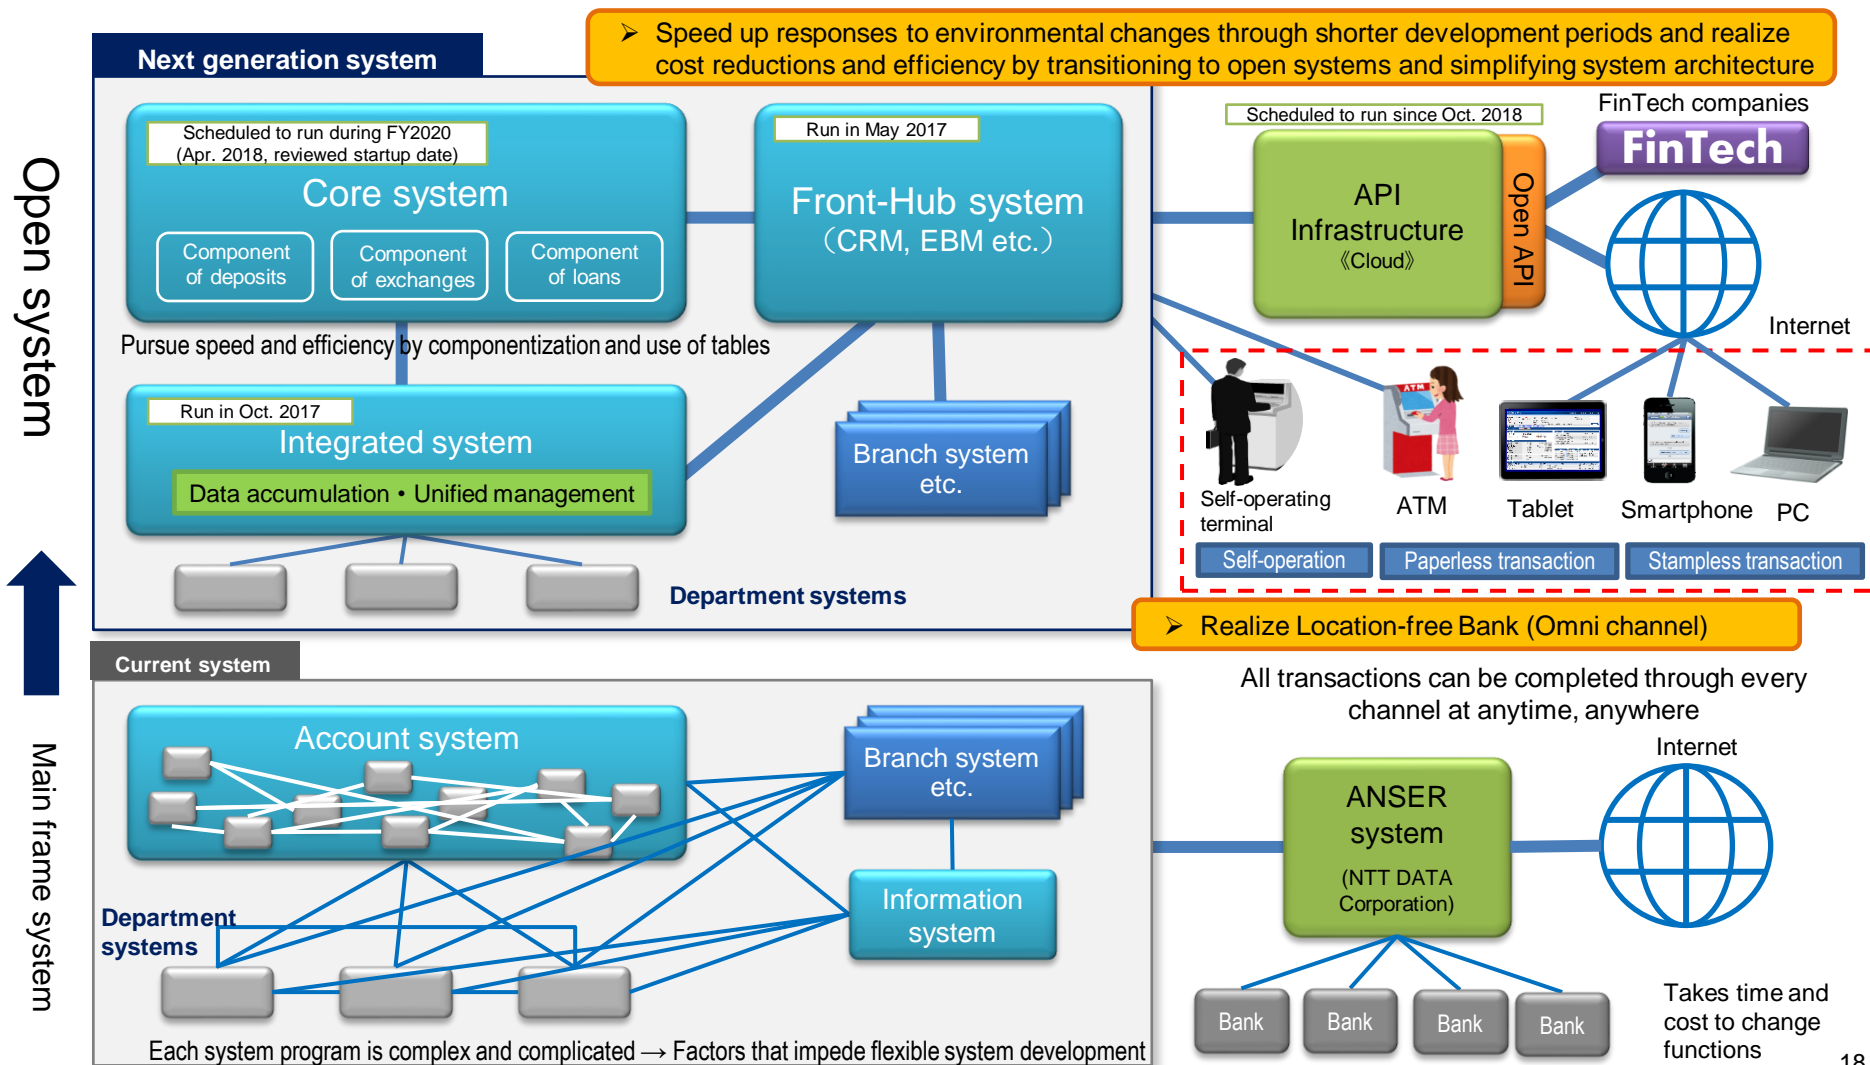 ➢ Speed up responses to environmental changes through shorter development periods and realize
cost reductions and efficiency by transitioning to open systems and simplifying system architecture
Next generation system
Open system
Scheduled to run during FY2020
(Apr. 2018, reviewed startup date)
Core system
Component
of deposits
Component
of exchanges
Component
of loans
Run in May 2017
Front-Hub system
（CRM, EBM etc.）
Scheduled to run since Oct. 2018
API
Infrastructure
《Cloud》
Open API
FinTech companies
FinTech
Internet
Pursue speed and efficiency by componentization and use of tables
Run in Oct. 2017
Integrated system
Data accumulation・Unified management
Branch system
etc.
Department systems
ATM
Self-operating
terminal
ATM
Tablet
Smartphone
PC
Self-operation
Paperless transaction
Stampless transaction
➢ Realize Location-free Bank (Omni channel)
All transactions can be completed through every
channel at anytime, anywhere
Current system
Main frame system
Account system
Branch system
etc.
Information
system
Department
systems
Each system program is complex and complicated → Factors that impede flexible system development
ANSER
system
(NTT DATA
Corporation)
Internet
Bank
Bank
Bank
Bank
Takes time and
cost to change
functions
18